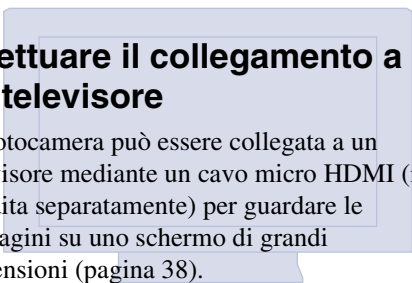 ettuare il collegamento a
televisore
otocamera può essere collegata a un
visore mediante un cavo micro HDMI
ita separatamente) per guardare le
agini su uno schermo di grandi
ensioni (pagina 38).